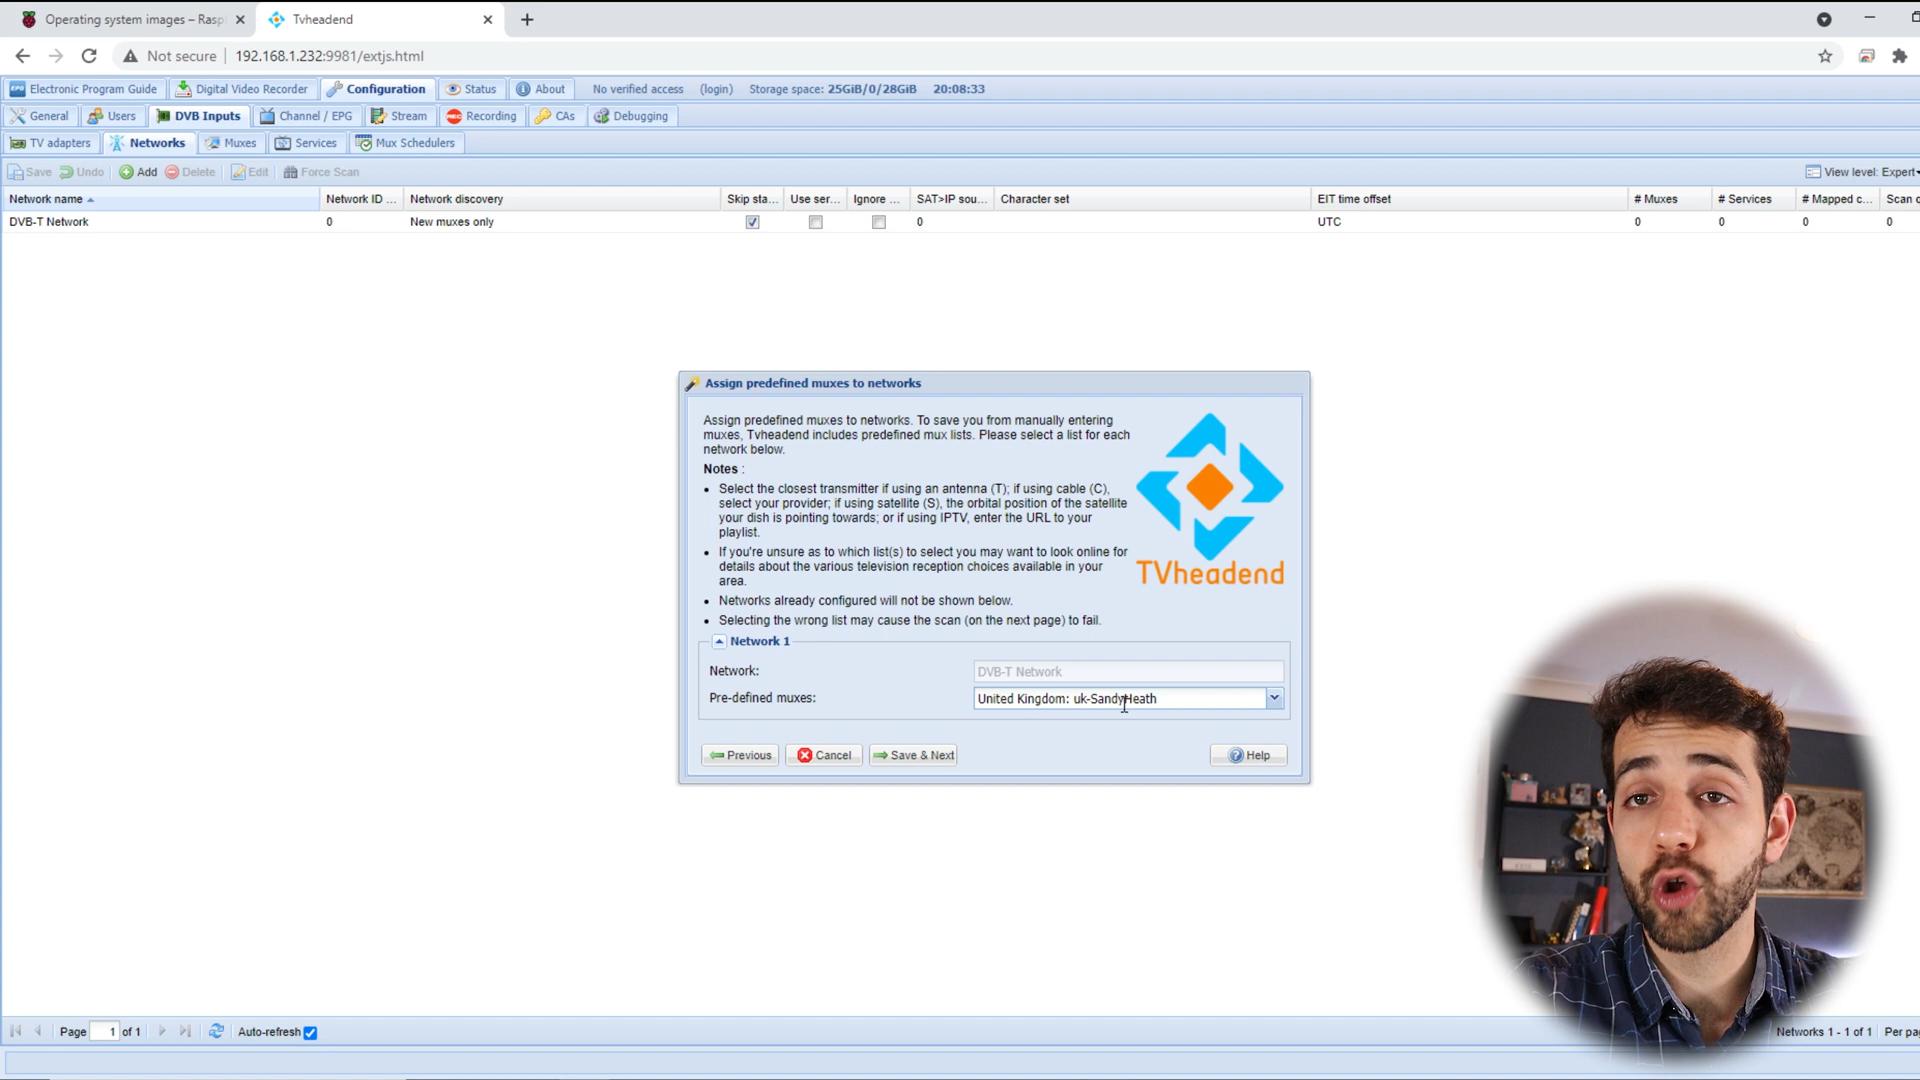 Operating system images – Rasp
Tvheadend
Not secure
192.168.1.232:9981/extjs.html
Electronic Program Guide
Digital Video Recorder
Configuration
Status
About
No verified access
(login)
Storage space: 25GiB/0/28GiB
20:08:33
General
Users
DVB Inputs
Channel / EPG
Stream
Recording
CAs
Debugging
TV adapters
Networks
Muxes
Services
Mux Schedulers
Save
Undo
Add
Delete
Edit
Force Scan
View level: Expert
Network name
Network ID ...
Network discovery
Skip sta...
Use ser...
Ignore ...
SAT>IP sou...
Character set
EIT time offset
# Muxes
# Services
# Mapped c...
Scan
DVB-T Network
0
New muxes only
0
UTC
0
0
0
0
Assign predefined muxes to networks
Assign predefined muxes to networks. To save you from manually entering
muxes, Tvheadend includes predefined mux lists. Please select a list for each
network below.
Notes :
• Select the closest transmitter if using an antenna (T); if using cable (C),
select your provider; if using satellite (S), the orbital position of the satellite
your dish is pointing towards; or if using IPTV, enter the URL to your
playlist.
• If you're unsure as to which list(s) to select you may want to look online for
details about the various television reception choices available in your
area.
• Networks already configured will not be shown below.
• Selecting the wrong list may cause the scan (on the next page) to fail.
TVheadend
Network 1
Network:
DVB-T Network
Pre-defined muxes:
United Kingdom: uk-SandyHeath
Previous
Cancel
Save & Next
Help
Page 1 of 1
Auto-refresh
Networks 1 - 1 of 1
Per pa